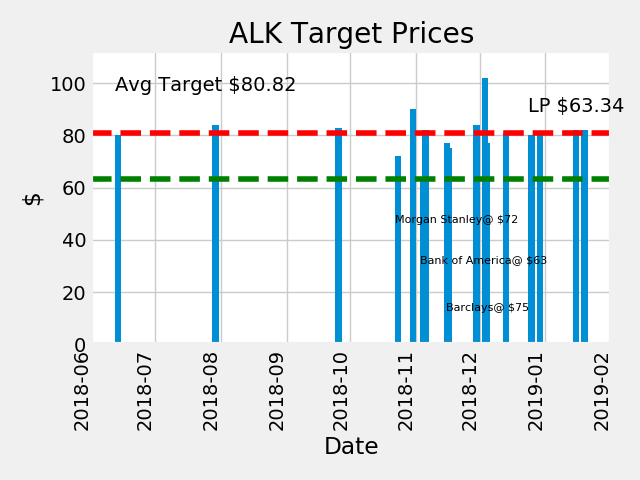 ALK Target Prices
Avg Target $80.82
LP $63.34
100
80
60
40
20
0
$
Morgan Stanley@ $72
Bank of America@ $63
Barclays@ $75
2018-06
2018-07
2018-08
2018-09
2018-10
2018-11
2018-12
2019-01
2019-02
Date